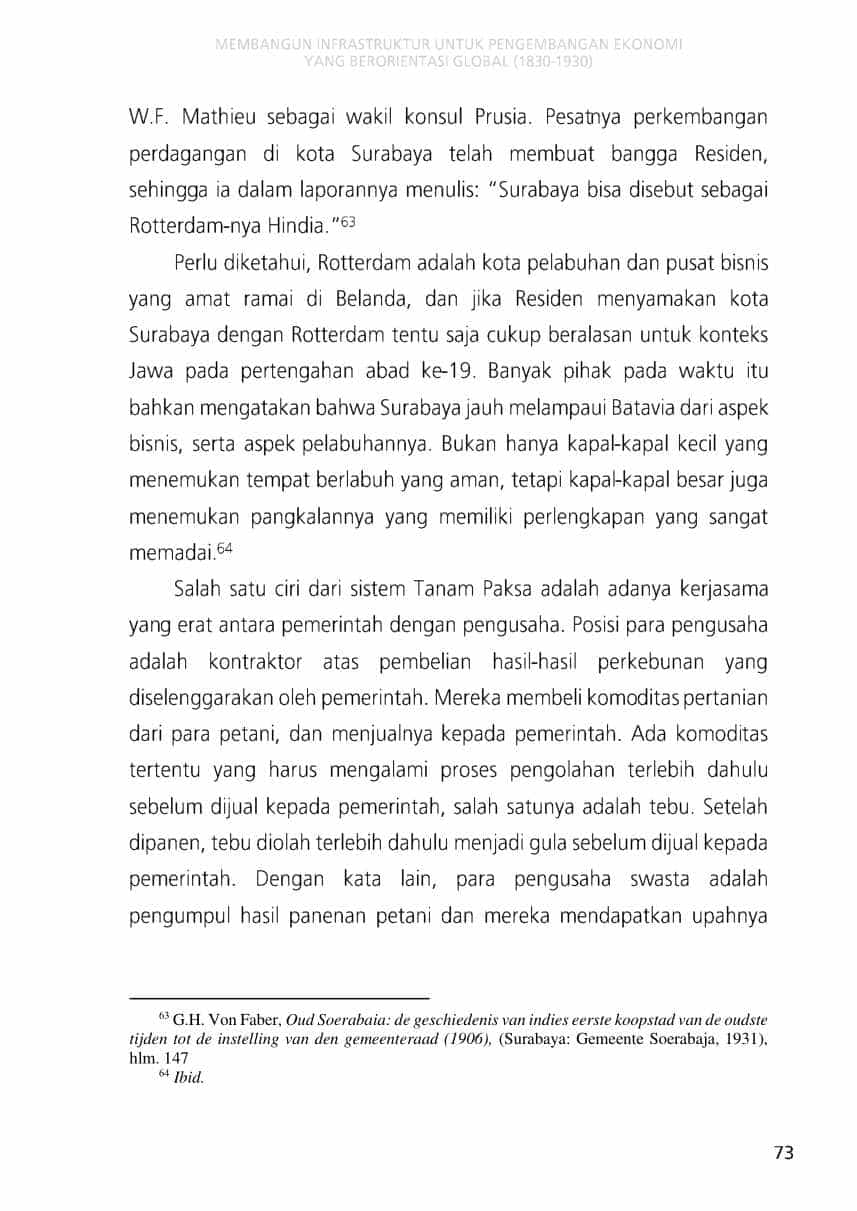 MEMBANGUN INFRASTRUKTUR UNTUK PENGEMBANGAN EKONOMI
YANG BERORIENTASI GLOBAL (1830-1930)
W.F. Mathieu sebagai wakil konsul Prusia. Pesatnya perkembangan
perdagangan di kota Surabaya telah membuat bangga Residen,
sehingga ia dalam laporannya menulis: “Surabaya bisa disebut sebagai
Rotterdam-nya Hindia.”63
Perlu diketahui, Rotterdam adalah kota pelabuhan dan pusat bisnis
yang amat ramai di Belanda, dan jika Residen menyamakan kota
Surabaya dengan Rotterdam tentu saja cukup beralasan untuk konteks
Jawa pada pertengahan abad ke-19. Banyak pihak pada waktu itu
bahkan mengatakan bahwa Surabaya jauh melampaui Batavia dari aspek
bisnis, serta aspek pelabuhannya. Bukan hanya kapal-kapal kecil yang
menemukan tempat berlabuh yang aman, tetapi kapal-kapal besar juga
menemukan pangkalannya yang memiliki perlengkapan yang sangat
memadai.64
Salah satu ciri dari sistem Tanam Paksa adalah adanya kerjasama
yang erat antara pemerintah dengan pengusaha. Posisi para pengusaha
adalah kontraktor atas pembelian hasil-hasil perkebunan yang
diselenggarakan oleh pemerintah. Mereka membeli komoditas pertanian
dari para petani, dan menjualnya kepada pemerintah. Ada komoditas
tertentu yang harus mengalami proses pengolahan terlebih dahulu
sebelum dijual kepada pemerintah, salah satunya adalah tebu. Setelah
dipanen, tebu diolah terlebih dahulu menjadi gula sebelum dijual kepada
pemerintah. Dengan kata lain, para pengusaha swasta adalah
pengumpul hasil panenan petani dan mereka mendapatkan upahnya
63 G.H. Von Faber, Oud Soerabaia: de geschiedenis van indies eerste koopstad van de oudste
tijden tot de instelling van den gemeenteraad (1906), (Surabaya: Gemeente Soerabaja, 1931),
hlm. 147
64 Ibid.
73